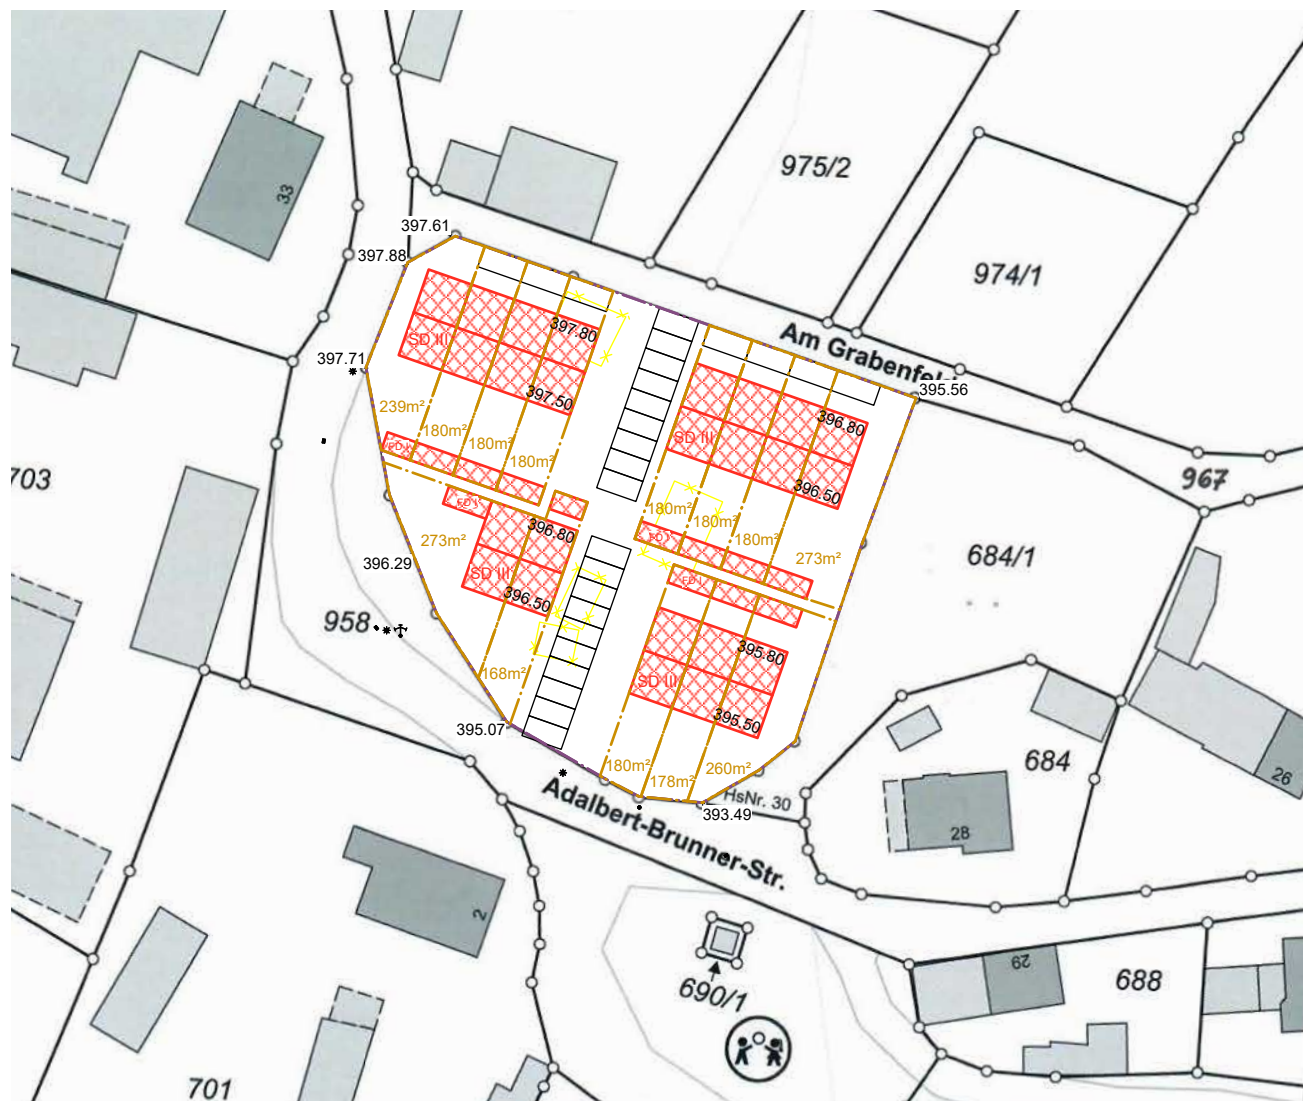 33
975/2
974/1
397.61
397.88
Am Grabenfeld
397.80
397.71
SD III
397.50
395.56
239m²
180m²
180m²
180m²
396.80
SD III
396.50
703
967
FD I
FD I
180m²
180m²
180m²
273m²
684/1
273m²
396.80
FD I
FD I
396.29
SD III
396.50
958
168m²
395.80
SD III
395.50
395.07
180m²
178m²
260m²
684
26
HsNr. 30
393.49
28
Adalbert-Brunner-Str.
2
29
690/1
688
701